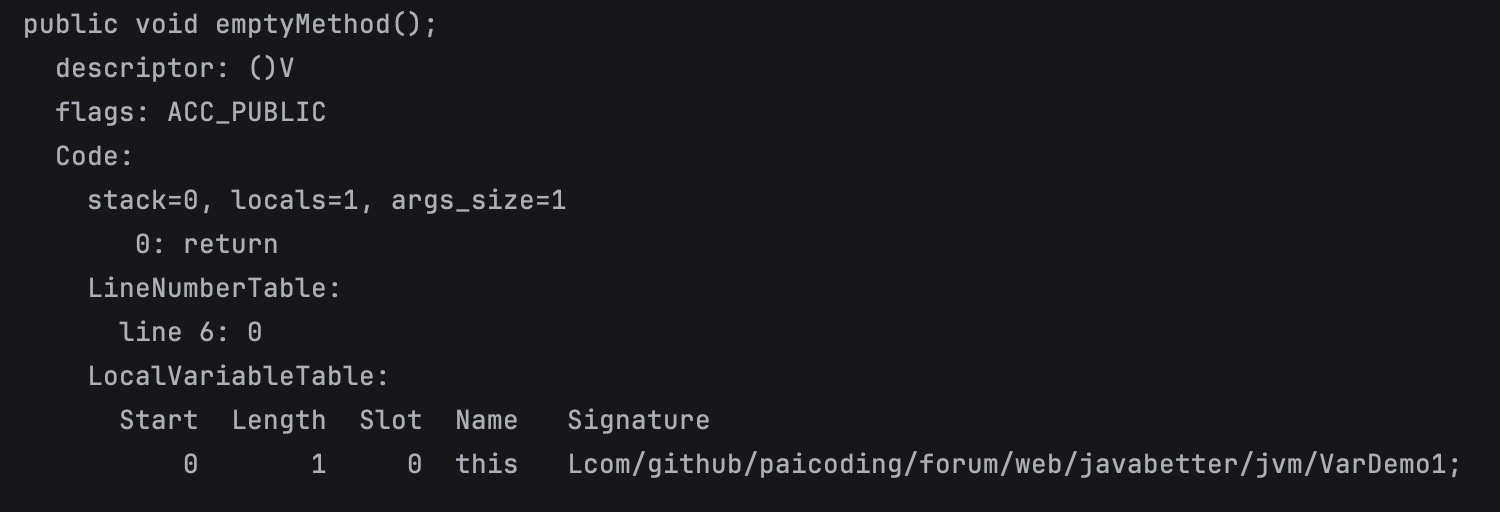 public void emptyMethod();
descriptor: ()V
flags: ACC_PUBLIC
Code:
stack=0, locals=1, args_size=1
0: return
LineNumberTable:
line 6: 0
LocalVariableTable:
Start  Length  Slot  Name   Signature
0       1     0  this   Lcom/github/paicoding/forum/web/javabetter/jvm/VarDemo1;